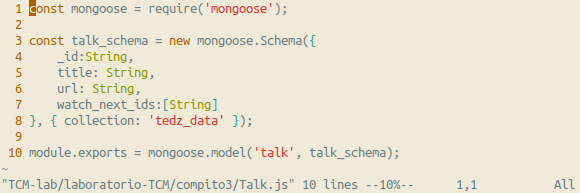 1 const mongoose = require('mongoose');
2
3 const talk_schema = new mongoose.Schema({
4     _id:String,
5     title: String,
6     url: String,
7     watch_next_ids:[String]
8 }, { collection: 'tedz_data' });
9
10 module.exports = mongoose.model('talk', talk_schema);
~
"TCM-lab/laboratorio-TCM/compito3/Talk.js" 10 lines --10%-- 1,1 All